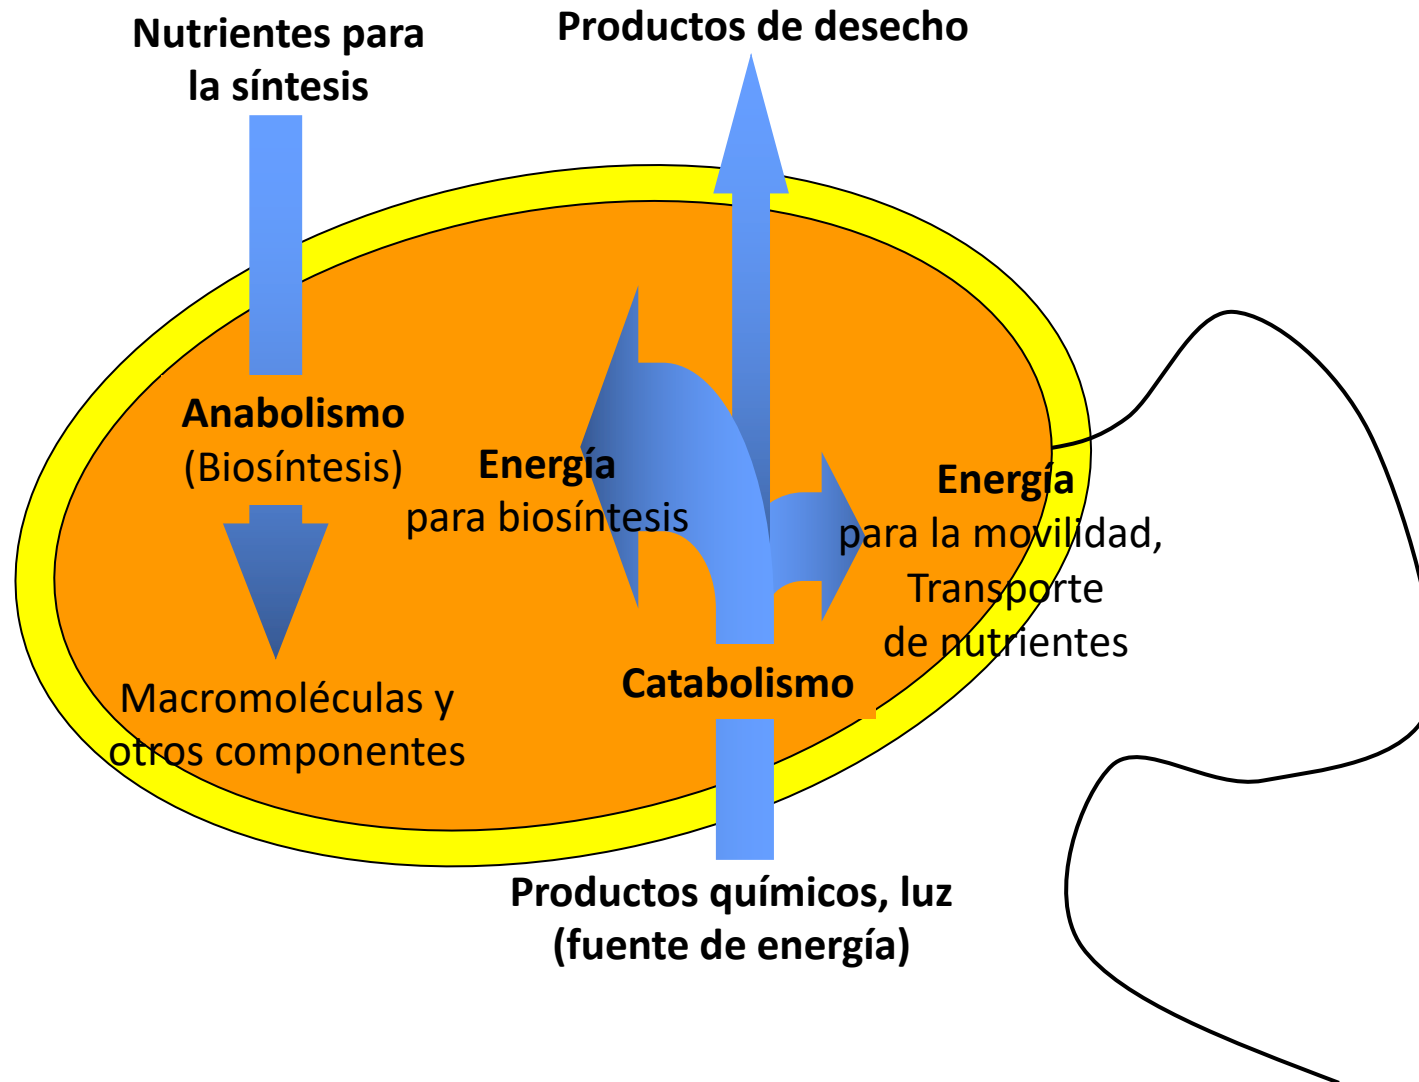 Nutrientes para
la síntesis
Productos de desecho
Anabolismo
(Biosíntesis)
Energía
para biosíntesis
Energía
para la movilidad,
Transporte
de nutrientes
Macromoléculas y
otros componentes
Catabolismo
Productos químicos, luz
(fuente de energía)